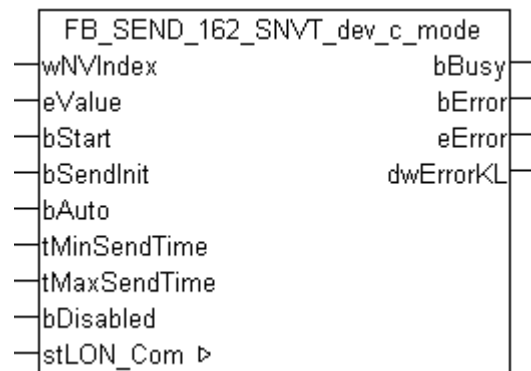 FB_SEND_162_SNVT_dev_c_mode
wNVIndex bBusy
eValue bError
bStart eError
bSendInit dwErrorKL
bAuto
tMinSendTime
tMaxSendTime
bDisabled
stLON_Com ▷